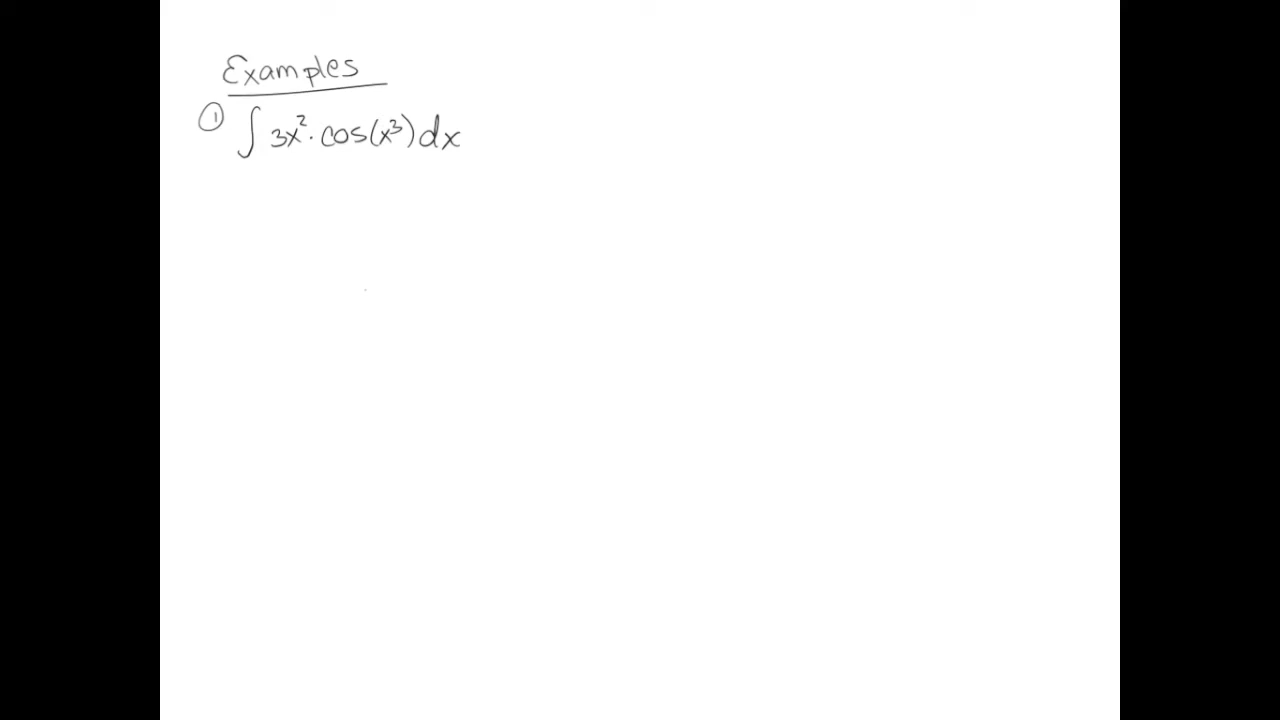 Examples
① ∫ 3x² · cos(x³) dx